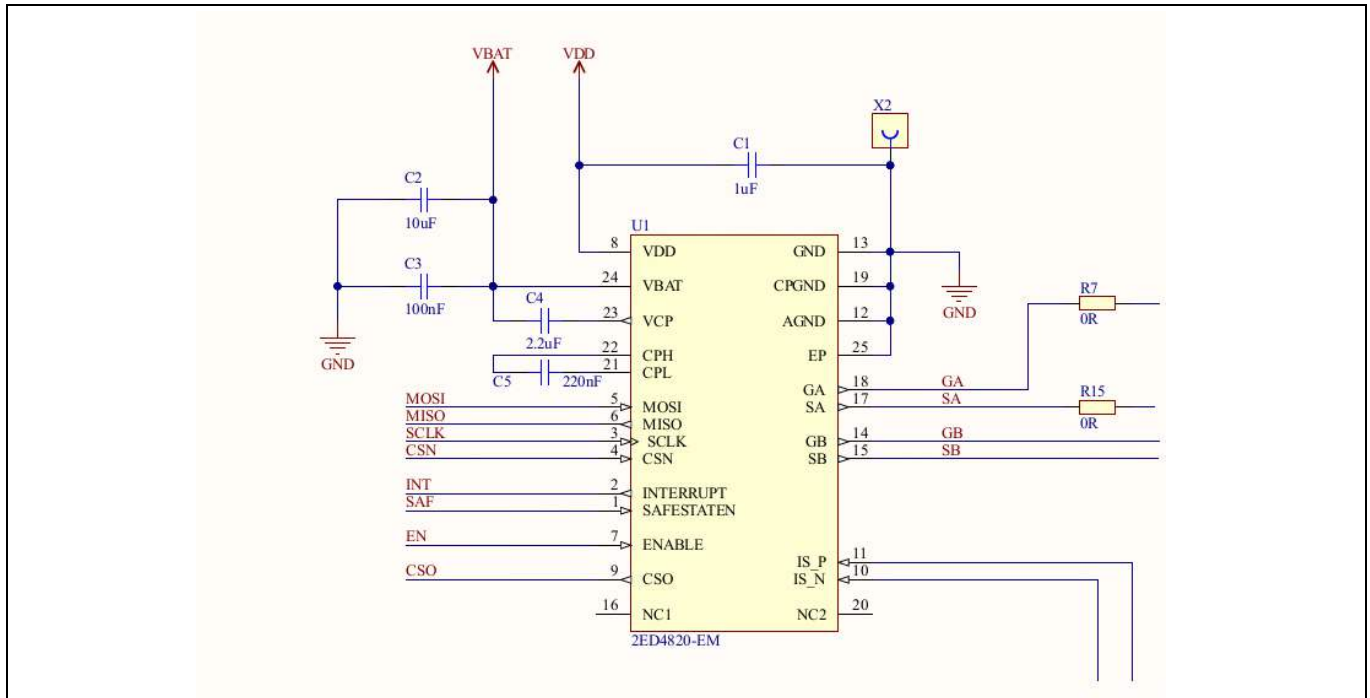 VBAT VDD
X2
C1
1uF
C2
10uF
U1
8 VDD GND 13
C3
100nF
24 VBAT CPGND 19
C4
2.2uF
23 VCP AGND 12
GND
GND
R7
0R
22 CPH EP 25
C5 220nF 21 CPL
GA 18 GA
MOSI 5 MOSI SA 17 SA
R15
0R
MISO 6 MISO
SCLK 3 SCLK GB 14 GB
CSN 4 CSN SB 15 SB
INT 2 INTERRUPT
SAF 1 SAFESTATEN
EN 7 ENABLE
IS_P 11
CSO 9 CSO IS_N 10
16 NC1 NC2 20
2ED4820-EM